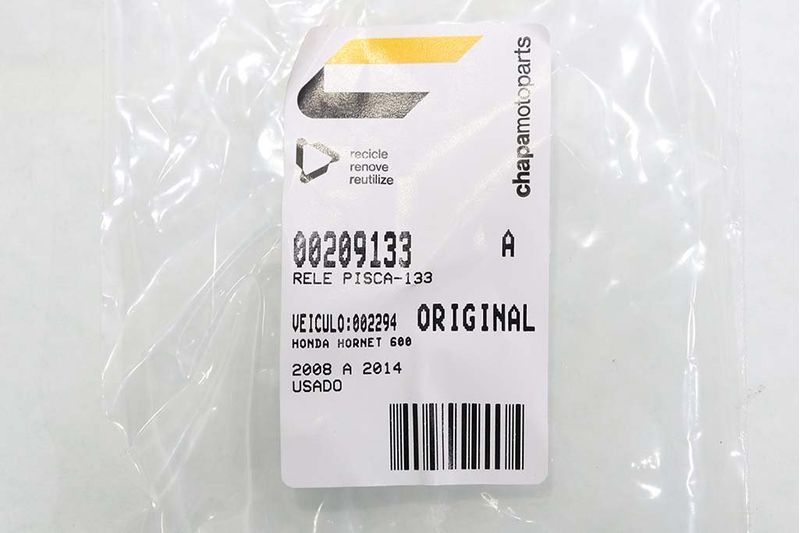 chapamotoparts
recicle
renove
reutilize
00209133 A
RELE PISCA-133
VEICULO:002294 ORIGINAL
HONDA HORNET 600
2008 A 2014
USADO